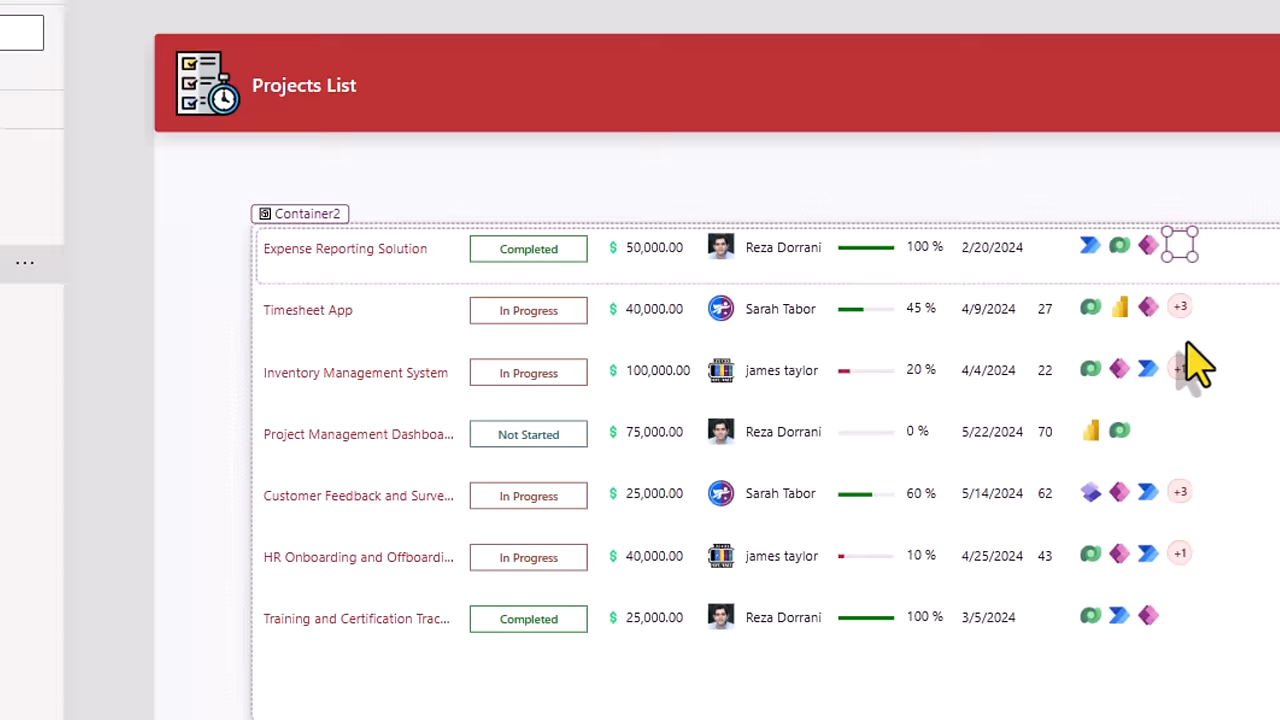 Projects List
Container2
Expense Reporting Solution Completed $ 50,000.00 Reza Dorrani 100 % 2/20/2024
Timesheet App In Progress $ 40,000.00 Sarah Tabor 45 % 4/9/2024 27 +3
Inventory Management System In Progress $ 100,000.00 james taylor 20 % 4/4/2024 22
Project Management Dashboa... Not Started $ 75,000.00 Reza Dorrani 0 % 5/22/2024 70
Customer Feedback and Surve... In Progress $ 25,000.00 Sarah Tabor 60 % 5/14/2024 62 +3
HR Onboarding and Offboardi... In Progress $ 40,000.00 james taylor 10 % 4/25/2024 43 +1
Training and Certification Trac... Completed $ 25,000.00 Reza Dorrani 100 % 3/5/2024